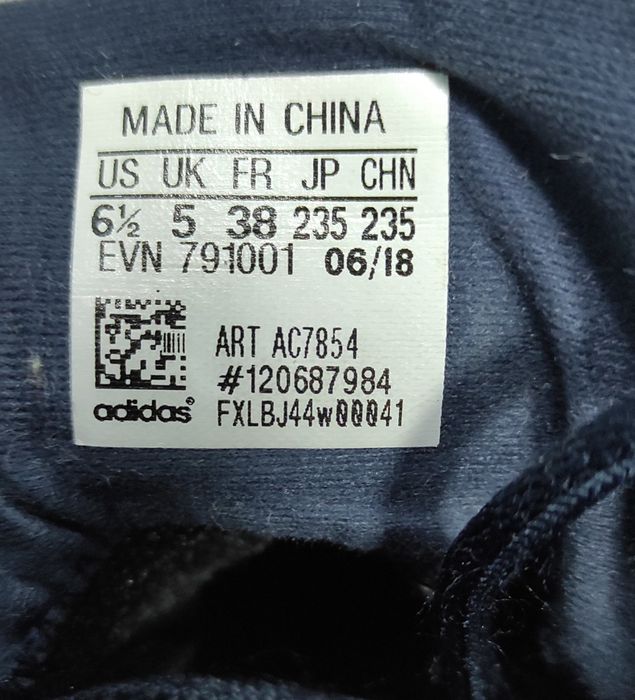 MADE IN CHINA
US UK FR JP CHN
6½ 5 38 235 235
EVN 791001 06/18
ART AC7854
#120687984
adidas® FXLBJ44w00041